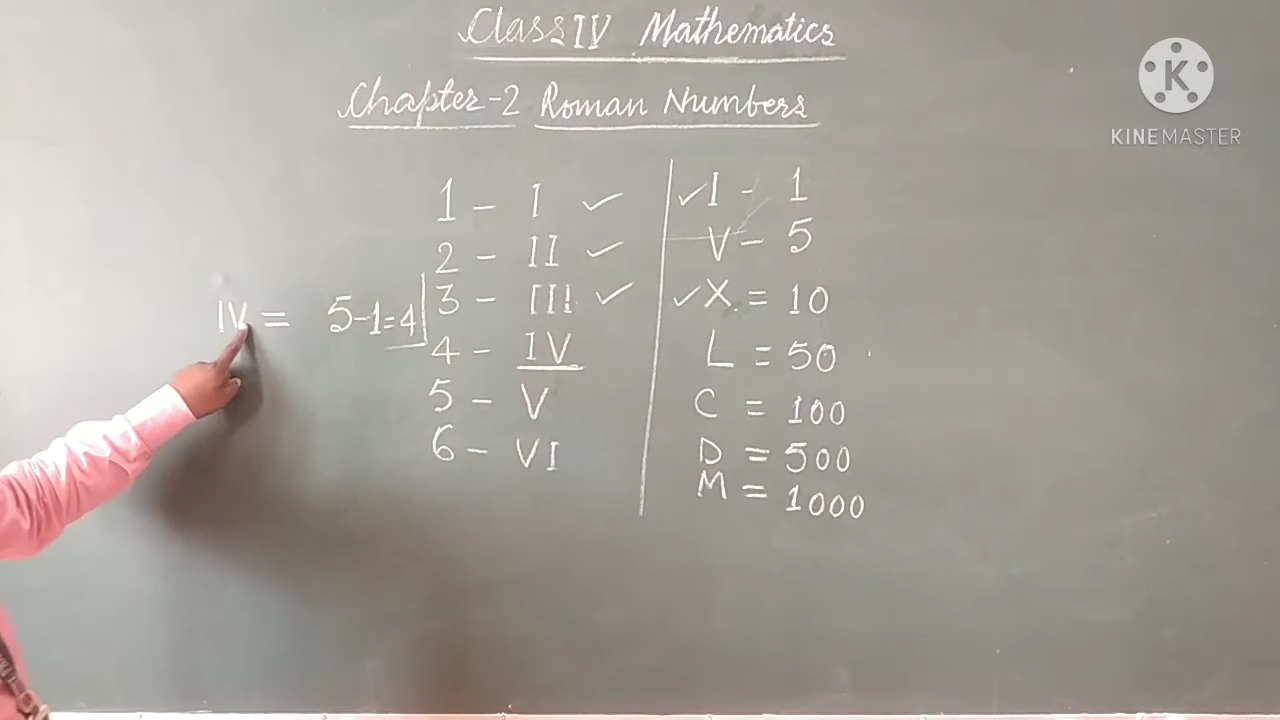 Class IV Mathematics
Chapter-2 Roman Numbers
1 - I ✓
2 - II ✓
3 - III ✓
4 - IV
5 - V
6 - VI
IV = 5-1=4
✓ I - 1
V - 5
✓ X = 10
L = 50
C = 100
D = 500
M = 1000
K
KINEMASTER